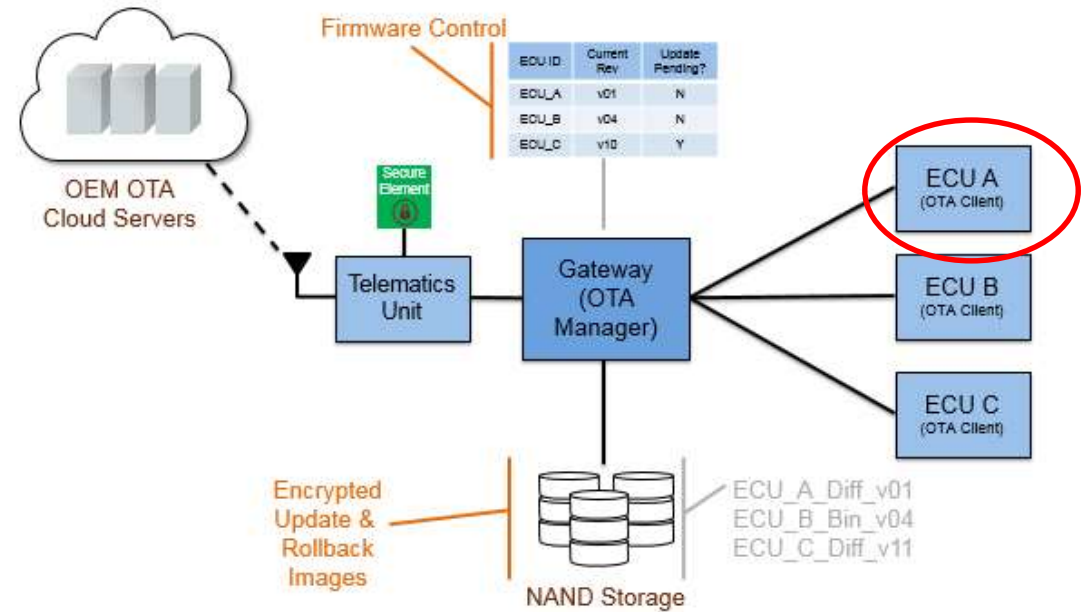 Firmware Control
ECU ID Current Rev Update Pending?
ECU_A v01 N
ECU_B v04 N
ECU_C v10 Y
OEM OTA
Cloud Servers
Secure
Element
Telematics
Unit
Gateway
(OTA
Manager)
ECU A
(OTA Client)
ECU B
(OTA Client)
ECU C
(OTA Client)
Encrypted
Update &
Rollback
Images
NAND Storage
ECU_A_Diff_v01
ECU_B_Bin_v04
ECU_C_Diff_v11